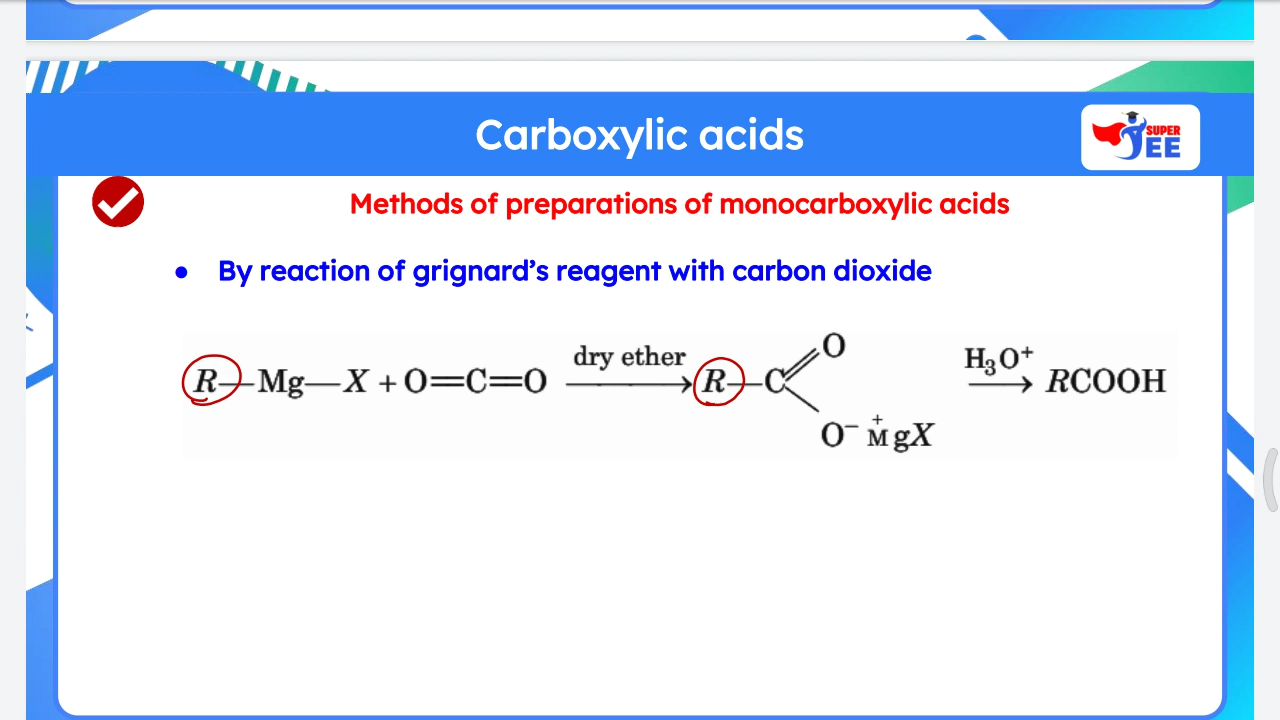 Carboxylic acids
SUPER
JEE
Methods of preparations of monocarboxylic acids
• By reaction of grignard's reagent with carbon dioxide
R—Mg—X + O=C=O dry ether → R—C O O⁻ M⁺gX H₃O⁺ → RCOOH